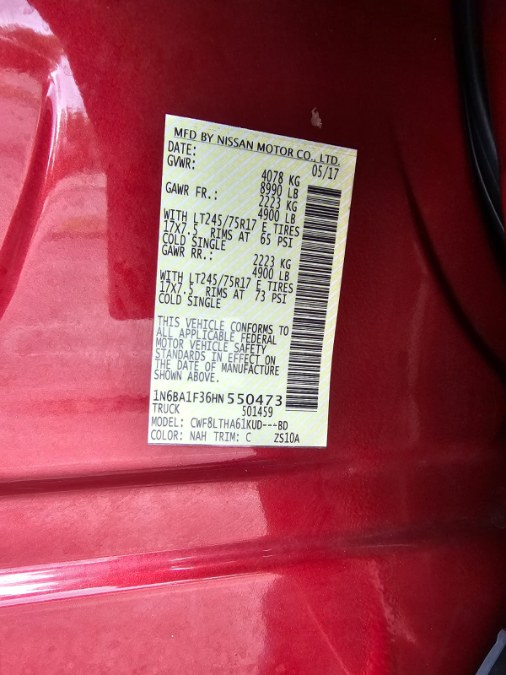 MFD BY NISSAN MOTOR CO., LTD.
DATE: 05/17
GVWR: 4078 KG
8990 LB
GAWR FR.: 2223 KG
4900 LB
WITH LT245/75R17 E TIRES
17X7.5 RIMS AT 65 PSI
COLD SINGLE
GAWR RR.: 2223 KG
4900 LB
WITH LT245/75R17 E TIRES
17X7.5 RIMS AT 73 PSI
COLD SINGLE
THIS VEHICLE CONFORMS TO
ALL APPLICABLE FEDERAL
MOTOR VEHICLE SAFETY
STANDARDS IN EFFECT ON
THE DATE OF MANUFACTURE
SHOWN ABOVE.
1N6BA1F36HN550473
TRUCK 501459
MODEL: CWF8LTHA61KUD---BD
COLOR: NAH TRIM: C ZS10A